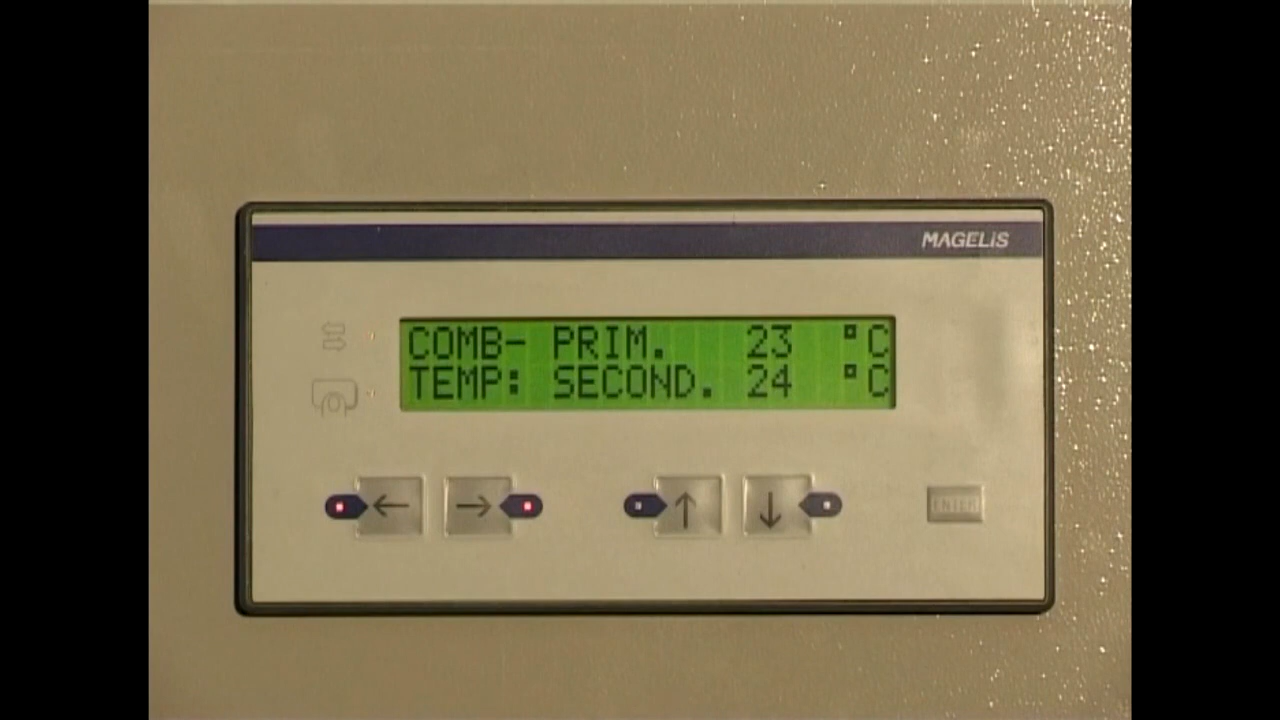 MAGELiS
COMB- PRIM. 23 °C
TEMP: SECOND. 24 °C
← → ↑ ↓ ENTER